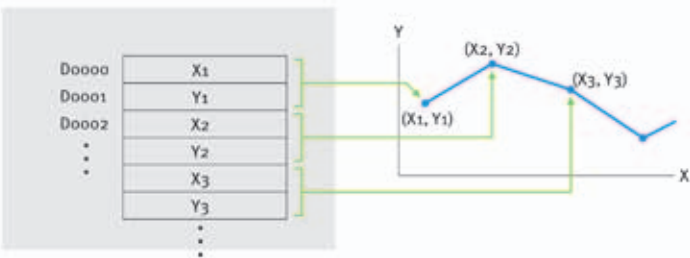 D0000 X1
D0001 Y1
D0002 X2
Y2
X3
Y3
Y
(X1, Y1)
(X2, Y2)
(X3, Y3)
X